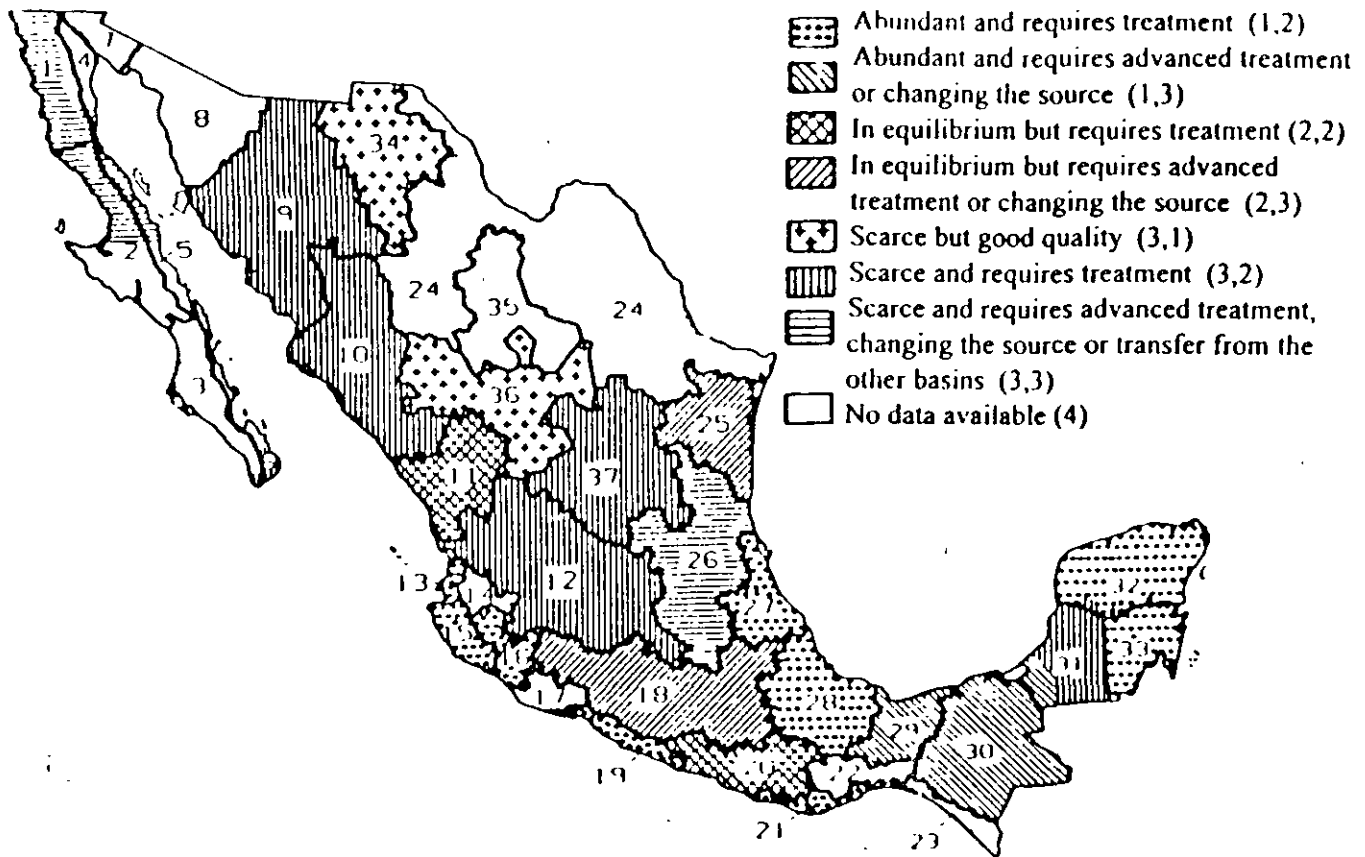 Abundant and requires treatment (1,2)
Abundant and requires advanced treatment
or changing the source (1,3)
In equilibrium but requires treatment (2,2)
In equilibrium but requires advanced
treatment or changing the source (2,3)
Scarce but good quality (3,1)
Scarce and requires treatment (3,2)
Scarce and requires advanced treatment,
changing the source or transfer from the
other basins (3,3)
No data available (4)
1
4
8
34
9
2
5
24
35
24
10
3
36
25
11
37
26
13
12
27
32
33
31
18
17
28
29
30
19
21
23